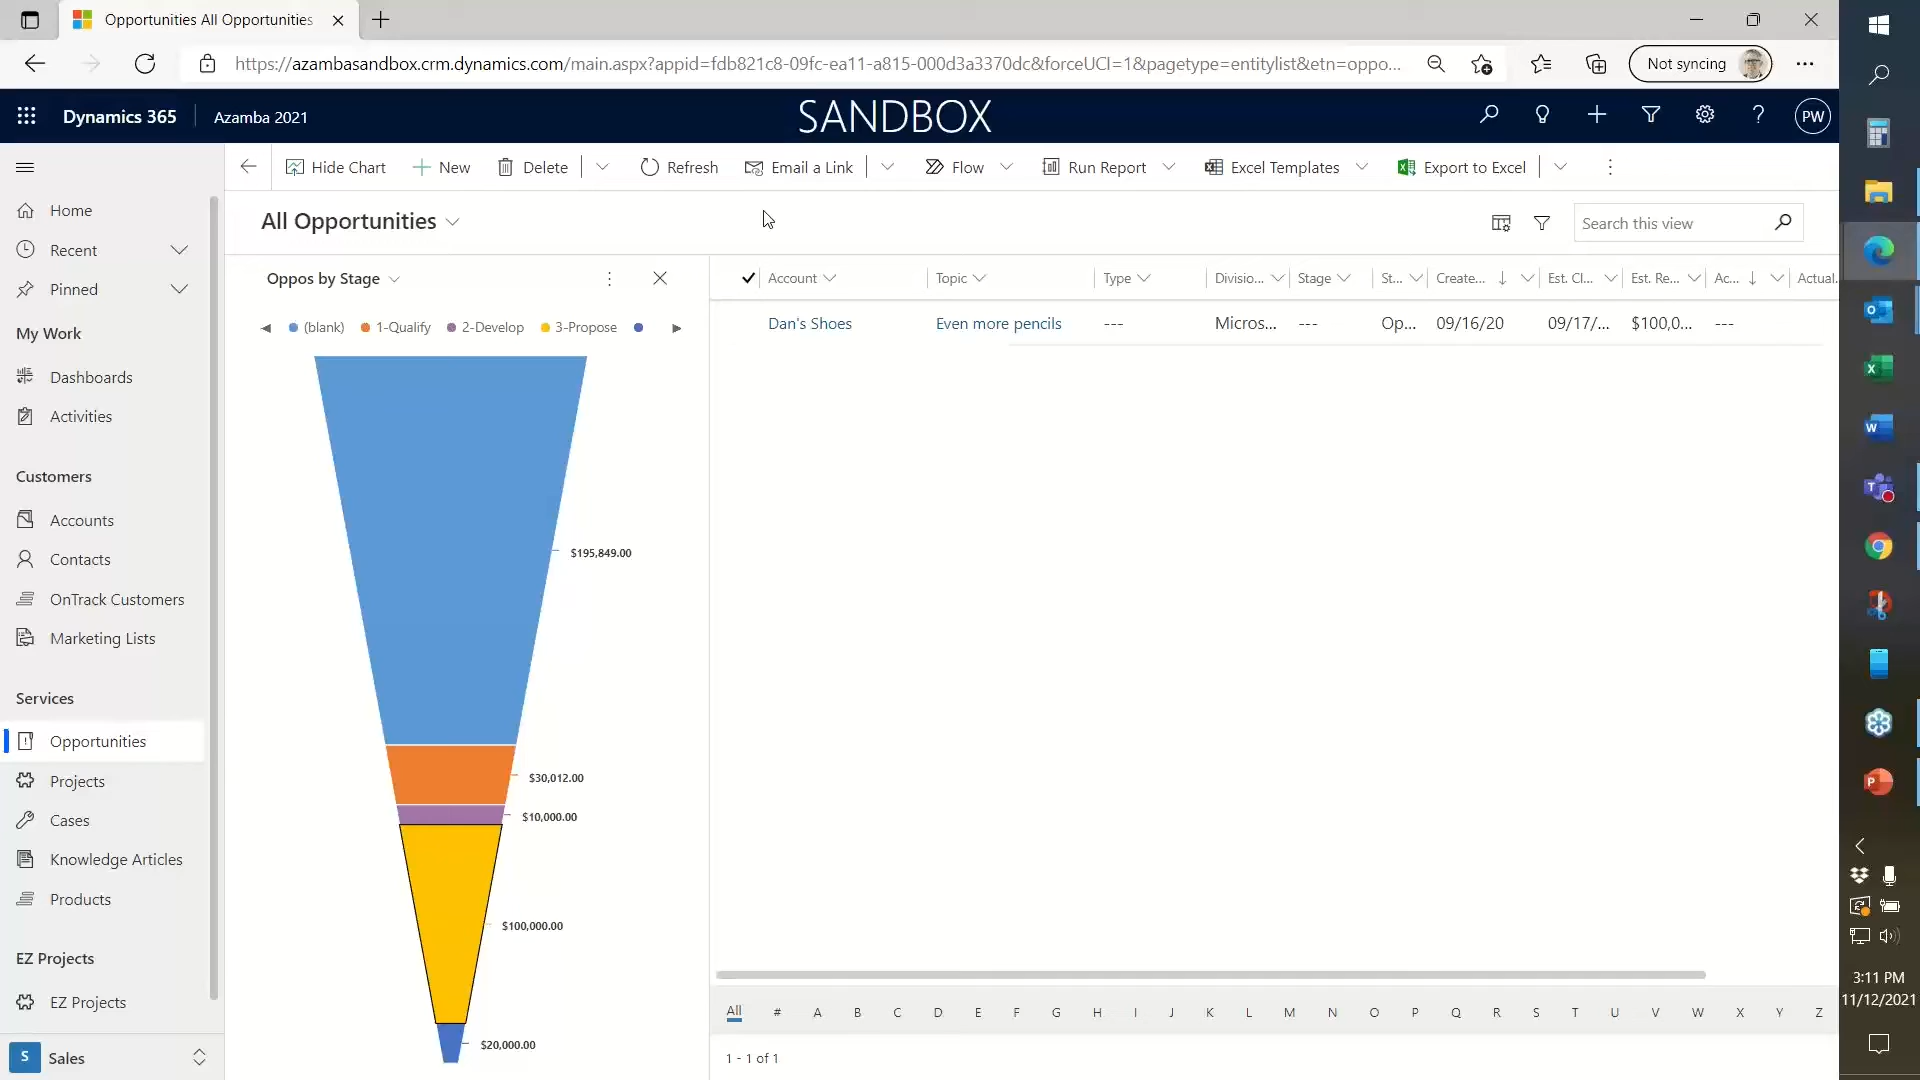 Opportunities All Opportunities
https://azambasandbox.crm.dynamics.com/main.aspx?appid=fdb821c8-09fc-ea11-a815-000d3a3370dc&forceUCI=1&pagetype=entitylist&etn=oppo...
Not syncing
Dynamics 365
Azamba 2021
SANDBOX
PW
Hide Chart
New
Delete
Refresh
Email a Link
Flow
Run Report
Excel Templates
Export to Excel
Home
Recent
Pinned
My Work
Dashboards
Activities
Customers
Accounts
Contacts
OnTrack Customers
Marketing Lists
Services
Opportunities
Projects
Cases
Knowledge Articles
Products
EZ Projects
EZ Projects
S Sales
All Opportunities
Search this view
Oppos by Stage
(blank) 1-Qualify 2-Develop 3-Propose
$195,849.00
$30,012.00
$10,000.00
$100,000.00
$20,000.00
Account Topic Type Divisio... Stage St... Create... Est. Cl... Est. Re... Ac... Actual.
Dan's Shoes Even more pencils --- Micros... --- Op... 09/16/20 09/17/... $100,0... ---
All # A B C D E F G H I J K L M N O P Q R S T U V W X Y Z
1 - 1 of 1
3:11 PM
11/12/2021